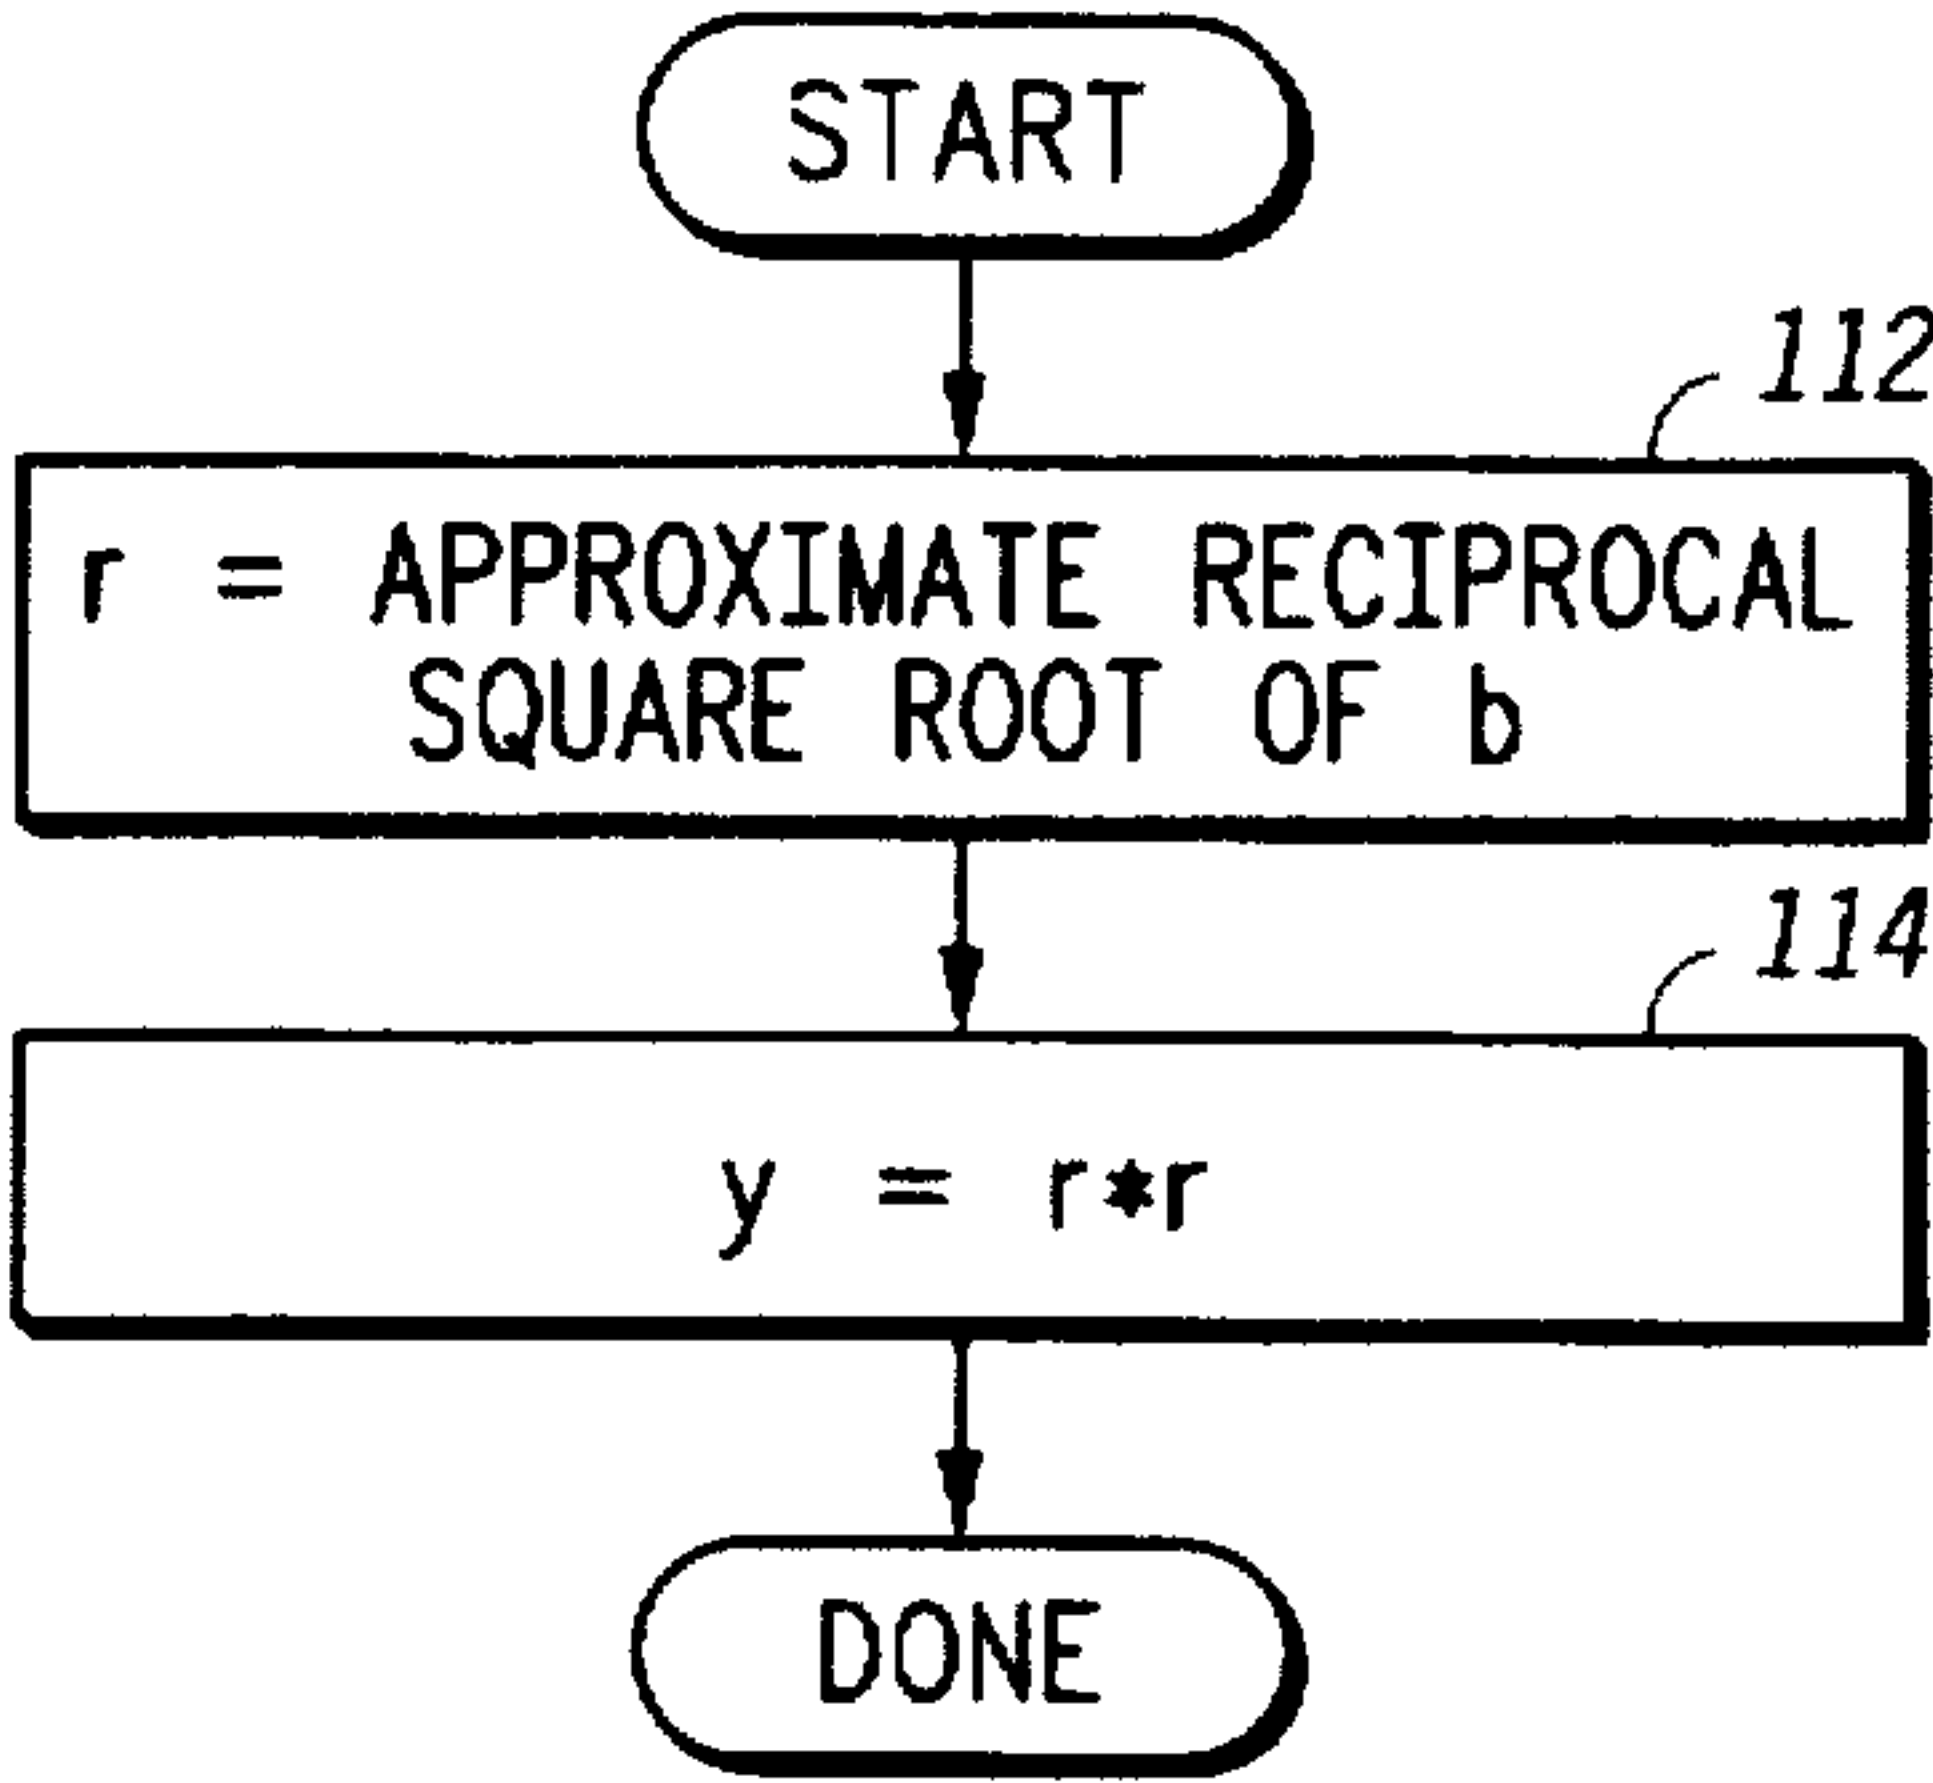 START
112
r = APPROXIMATE RECIPROCAL
SQUARE ROOT OF b
114
y = r*r
DONE